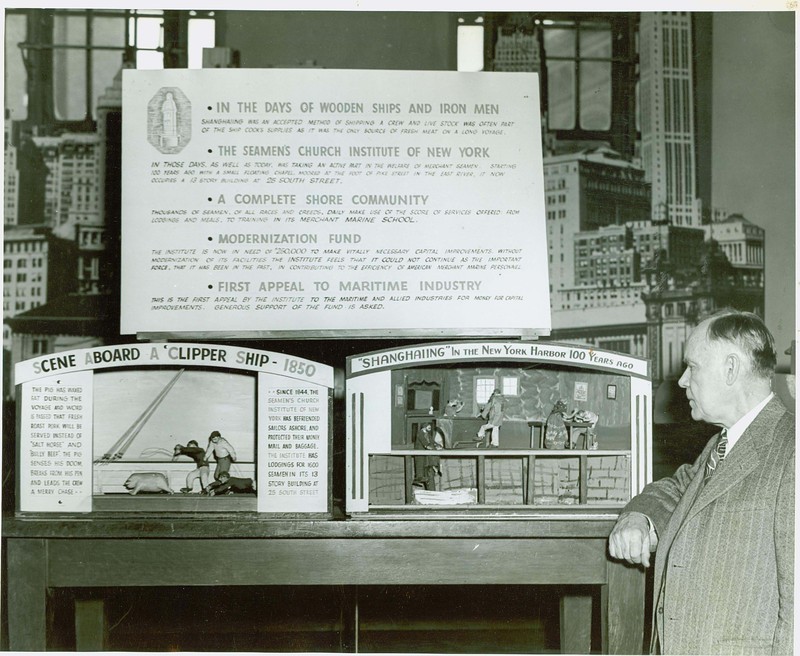 • IN THE DAYS OF WOODEN SHIPS AND IRON MEN
SHANGHAIING WAS AN ACCEPTED METHOD OF SHIPPING A CREW AND LIVE STOCK WAS OFTEN PART
OF THE SHIP COOK'S SUPPLIES AS IT WAS THE ONLY SOURCE OF FRESH MEAT ON A LONG VOYAGE.
• THE SEAMEN'S CHURCH INSTITUTE OF NEW YORK
IN THOSE DAYS, AS WELL AS TODAY, WAS TAKING AN ACTIVE PART IN THE WELFARE OF MERCHANT SEAMEN. STARTING
100 YEARS AGO WITH A SMALL FLOATING CHAPEL, MOORED AT THE FOOT OF PIKE STREET IN THE EAST RIVER, IT NOW
OCCUPIES A 13 STORY BUILDING AT 25 SOUTH STREET.
• A COMPLETE SHORE COMMUNITY
THOUSANDS OF SEAMEN, OF ALL RACES AND CREEDS, DAILY MAKE USE OF THE SCORE OF SERVICES OFFERED FROM
LODGINGS AND MEALS, TO TRAINING IN ITS MERCHANT MARINE SCHOOL.
• MODERNIZATION FUND
THE INSTITUTE IS NOW IN NEED OF TO MAKE VITALLY NECESSARY CAPITAL IMPROVEMENTS. WITHOUT
MODERNIZATION OF ITS FACILITIES THE INSTITUTE FEELS THAT IT COULD NOT CONTINUE AS THE IMPORTANT
FORCE, THAT IT HAS BEEN IN THE PAST, IN CONTRIBUTING TO THE EFFICIENCY OF AMERICAN MERCHANT MARINE PERSONNEL.
• FIRST APPEAL TO MARITIME INDUSTRY
THIS IS THE FIRST APPEAL BY THE INSTITUTE TO THE MARITIME AND ALLIED INDUSTRIES FOR MONEY FOR CAPITAL
IMPROVEMENTS. GENEROUS SUPPORT OF THE FUND IS ASKED.
SCENE ABOARD A "CLIPPER SHIP - 1850
THE PIG HAS WAXED
FAT DURING THE
VOYAGE AND WORD
IS PASSED THAT FRESH
ROAST PORK WILL BE
SERVED INSTEAD OF
"SALT HORSE" AND
"BULLY BEEF". THE PIG
SENSES HIS DOOM,
BREAKS FROM HIS PEN
AND LEADS THE CREW
A MERRY CHASE - -
- - SINCE 1844, THE
SEAMEN'S CHURCH
INSTITUTE OF NEW
YORK HAS BEFRIENDED
SAILORS ASHORE, AND
PROTECTED THEIR MONEY
MAIL AND BAGGAGE.
THE INSTITUTE HAS
LODGINGS FOR 1600
SEAMEN IN ITS 13
STORY BUILDING AT
25 SOUTH STREET
"SHANGHAIING" IN THE NEW YORK HARBOR 100 YEARS AGO